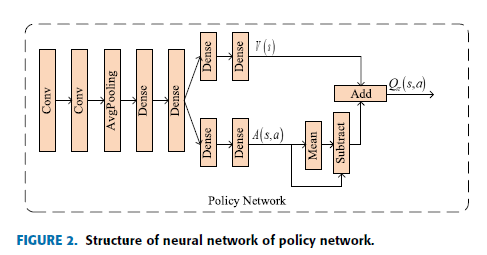 Conv
Conv
AvgPooling
Dense
Dense
Dense
Dense
V(s)
Dense
Dense
A(s,a)
Mean
Subtract
Add
Qπ(s,a)
Policy Network
FIGURE 2. Structure of neural network of policy network.